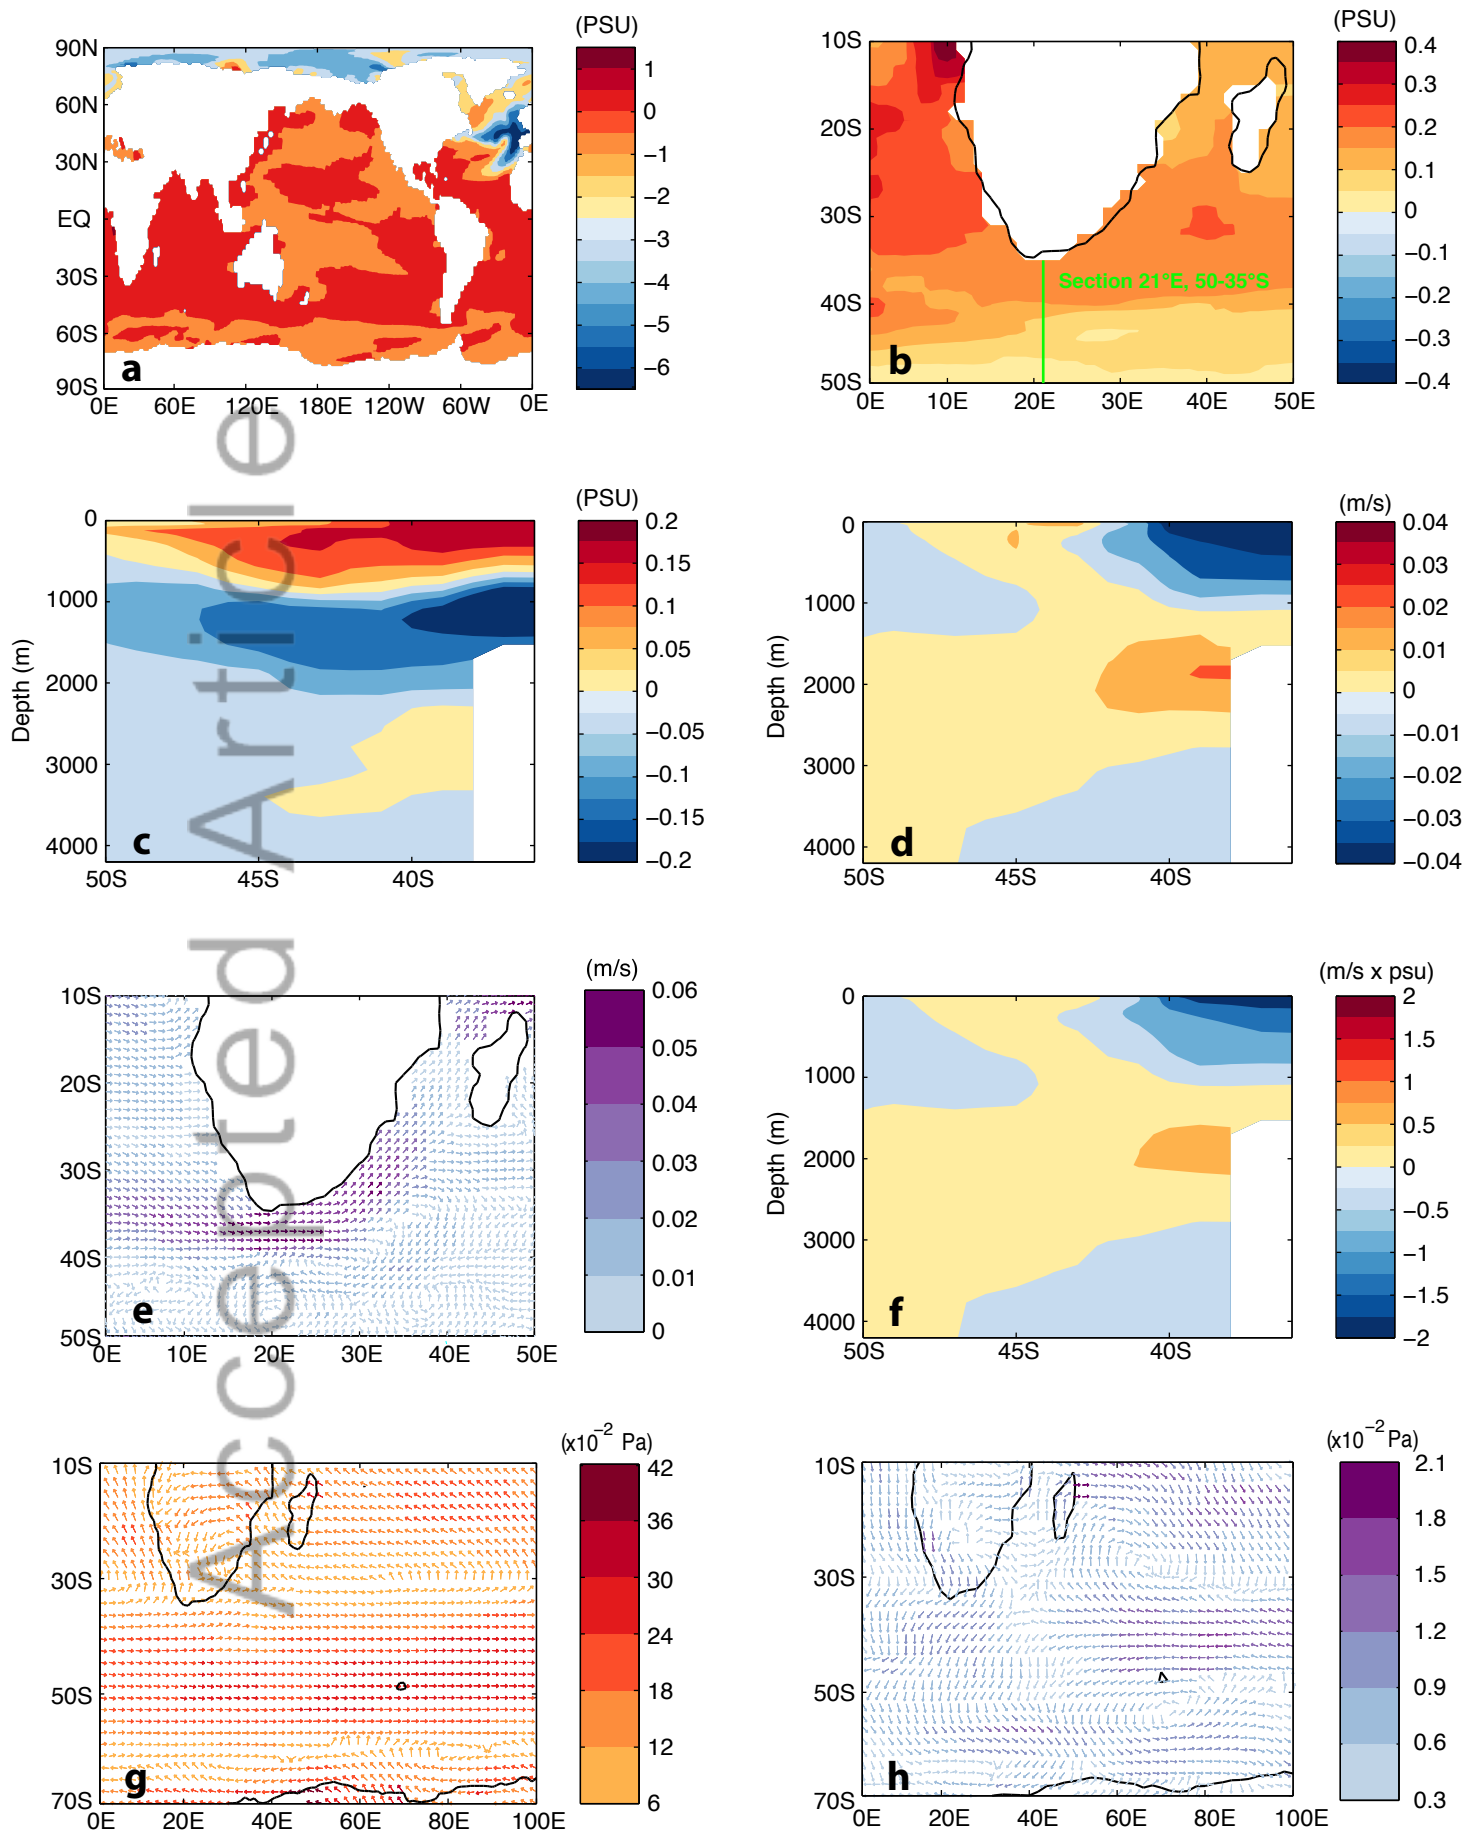 (PSU)
90N
60N
30N
EQ
30S
60S
90S
0E 60E 120E 180E 120W 60W 0E
1
0
−1
−2
−3
−4
−5
−6
a
(PSU)
10S
20S
30S
40S
50S
0E 10E 20E 30E 40E 50E
0.4
0.3
0.2
0.1
0
−0.1
−0.2
−0.3
−0.4
Section 21°E, 50-35°S
b
(PSU)
Depth (m)
0
1000
2000
3000
4000
50S 45S 40S
0.2
0.15
0.1
0.05
0
−0.05
−0.1
−0.15
−0.2
c
(m/s)
Depth (m)
0
1000
2000
3000
4000
50S 45S 40S
0.04
0.03
0.02
0.01
0
−0.01
−0.02
−0.03
−0.04
d
(m/s)
10S
20S
30S
40S
50S
0E 10E 20E 30E 40E 50E
0.06
0.05
0.04
0.03
0.02
0.01
0
e
(m/s x psu)
Depth (m)
0
1000
2000
3000
4000
50S 45S 40S
2
1.5
1
0.5
0
−0.5
−1
−1.5
−2
f
(x10⁻² Pa)
10S
30S
50S
70S
0E 20E 40E 60E 80E 100E
42
36
30
24
18
12
6
g
(x10⁻² Pa)
10S
30S
50S
70S
0E 20E 40E 60E 80E 100E
2.1
1.8
1.5
1.2
0.9
0.6
0.3
h
Accepted Article